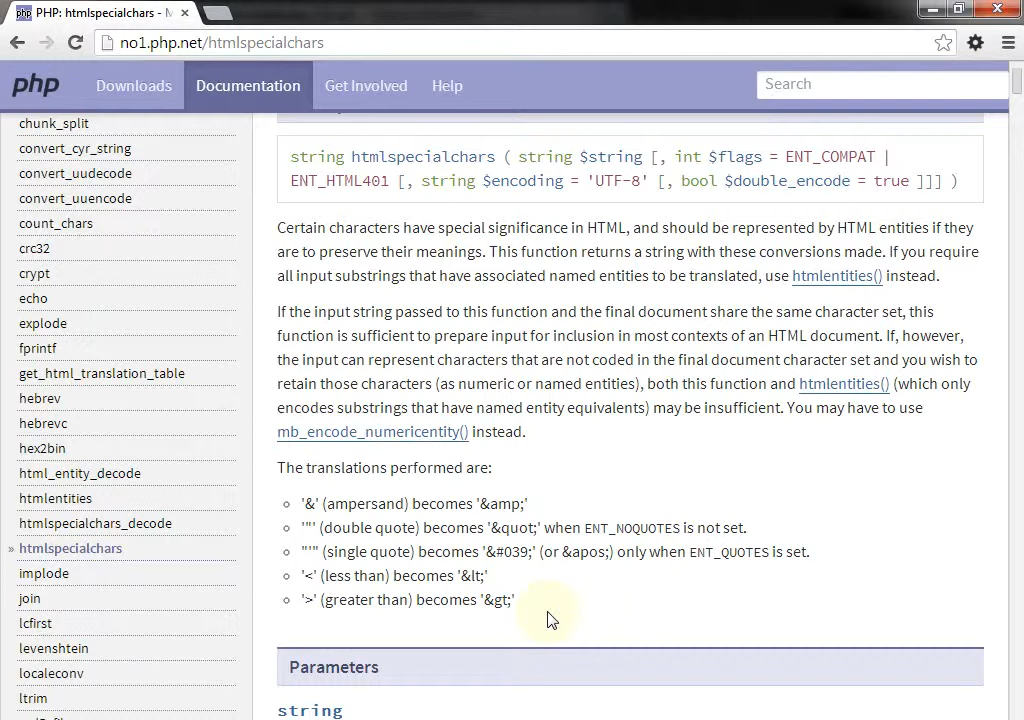 php PHP: htmlspecialchars - M
no1.php.net/htmlspecialchars
php Downloads Documentation Get Involved Help Search
chunk_split
convert_cyr_string
convert_uudecode
convert_uuencode
count_chars
crc32
crypt
echo
explode
fprintf
get_html_translation_table
hebrev
hebrevc
hex2bin
html_entity_decode
htmlentities
htmlspecialchars_decode
» htmlspecialchars
implode
join
lcfirst
levenshtein
localeconv
ltrim
string htmlspecialchars ( string $string [, int $flags = ENT_COMPAT |
ENT_HTML401 [, string $encoding = 'UTF-8' [, bool $double_encode = true ]]] )
Certain characters have special significance in HTML, and should be represented by HTML entities if they
are to preserve their meanings. This function returns a string with these conversions made. If you require
all input substrings that have associated named entities to be translated, use htmlentities() instead.
If the input string passed to this function and the final document share the same character set, this
function is sufficient to prepare input for inclusion in most contexts of an HTML document. If, however,
the input can represent characters that are not coded in the final document character set and you wish to
retain those characters (as numeric or named entities), both this function and htmlentities() (which only
encodes substrings that have named entity equivalents) may be insufficient. You may have to use
mb_encode_numericentity() instead.
The translations performed are:
'&' (ampersand) becomes '&amp;'
'"' (double quote) becomes '&quot;' when ENT_NOQUOTES is not set.
"'" (single quote) becomes '&#039;' (or &apos;) only when ENT_QUOTES is set.
'<' (less than) becomes '&lt;'
'>' (greater than) becomes '&gt;'
Parameters
string